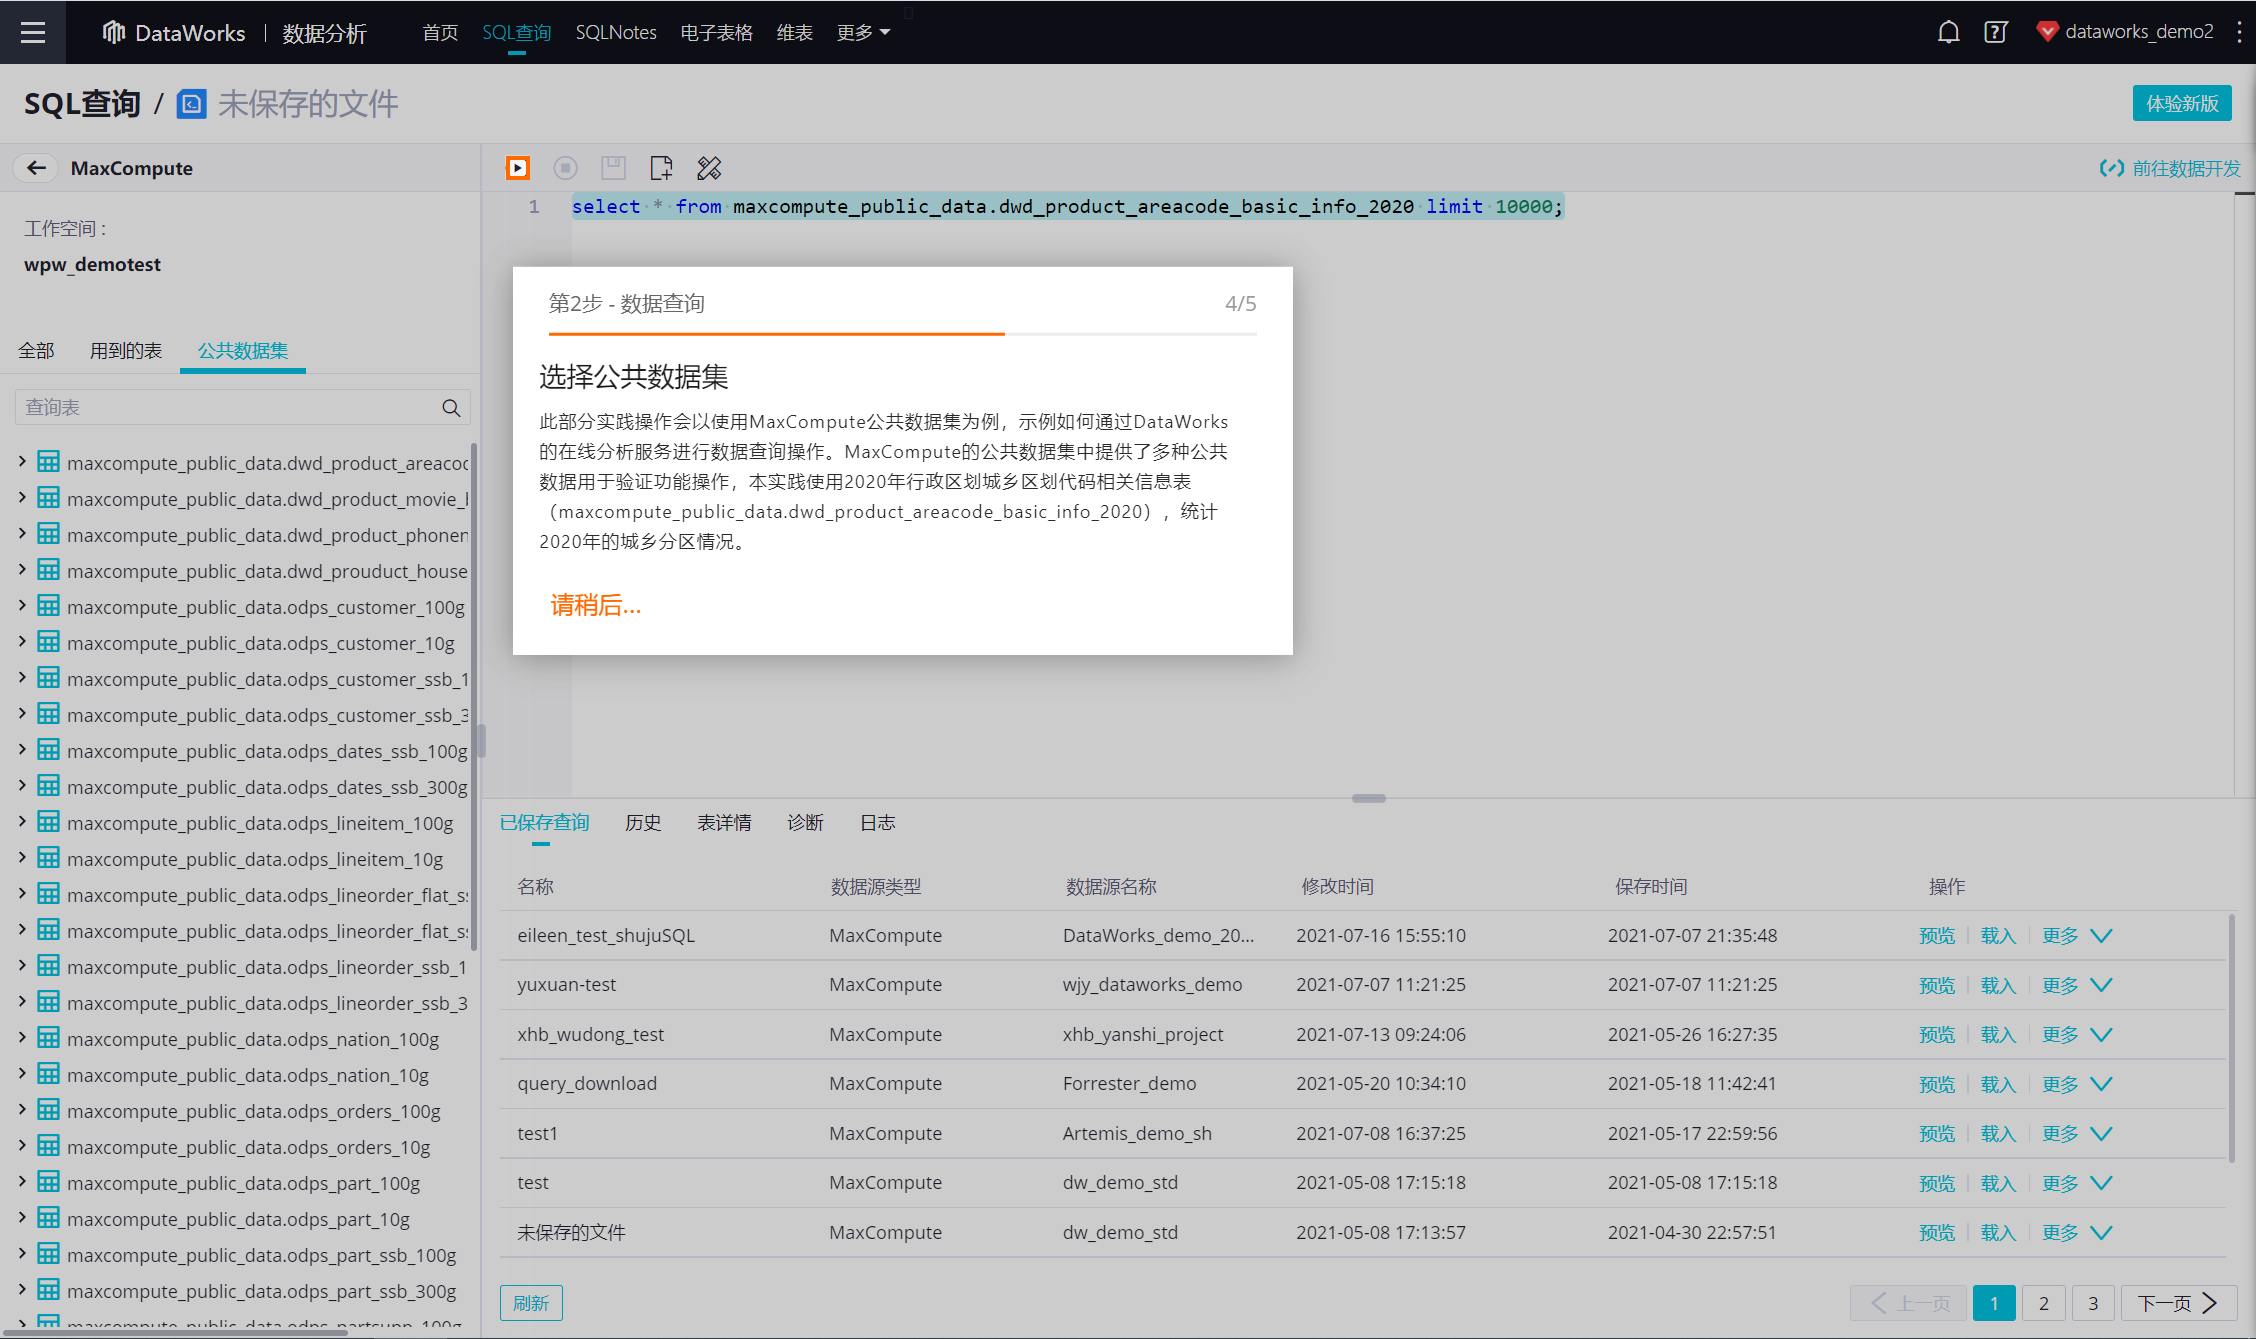 DataWorks | 数据分析 首页 SQL查询 SQLNotes 电子表格 维表 更多 dataworks_demo2
SQL查询 / 未保存的文件 体验新版
MaxCompute
前往数据开发
工作空间 :
wpw_demotest
全部 用到的表 公共数据集
查询表
maxcompute_public_data.dwd_product_areacod
maxcompute_public_data.dwd_product_movie_b
maxcompute_public_data.dwd_product_phonen
maxcompute_public_data.dwd_prouduct_house
maxcompute_public_data.odps_customer_100g
maxcompute_public_data.odps_customer_10g
maxcompute_public_data.odps_customer_ssb_1
maxcompute_public_data.odps_customer_ssb_3
maxcompute_public_data.odps_dates_ssb_100g
maxcompute_public_data.odps_dates_ssb_300g
maxcompute_public_data.odps_lineitem_100g
maxcompute_public_data.odps_lineitem_10g
maxcompute_public_data.odps_lineorder_flat_s
maxcompute_public_data.odps_lineorder_flat_s
maxcompute_public_data.odps_lineorder_ssb_1
maxcompute_public_data.odps_lineorder_ssb_3
maxcompute_public_data.odps_nation_100g
maxcompute_public_data.odps_nation_10g
maxcompute_public_data.odps_orders_100g
maxcompute_public_data.odps_orders_10g
maxcompute_public_data.odps_part_100g
maxcompute_public_data.odps_part_10g
maxcompute_public_data.odps_part_ssb_100g
maxcompute_public_data.odps_part_ssb_300g
1 select * from maxcompute_public_data.dwd_product_areacode_basic_info_2020 limit 10000;
第2步 - 数据查询 4/5
选择公共数据集
此部分实践操作会以使用MaxCompute公共数据集为例，示例如何通过DataWorks
的在线分析服务进行数据查询操作。MaxCompute的公共数据集中提供了多种公共
数据用于验证功能操作，本实践使用2020年行政区划城乡区划代码相关信息表
（maxcompute_public_data.dwd_product_areacode_basic_info_2020），统计
2020年的城乡分区情况。
请稍后...
已保存查询 历史 表详情 诊断 日志
名称 数据源类型 数据源名称 修改时间 保存时间 操作
eileen_test_shujuSQL MaxCompute DataWorks_demo_20... 2021-07-16 15:55:10 2021-07-07 21:35:48 预览 载入 更多
yuxuan-test MaxCompute wjy_dataworks_demo 2021-07-07 11:21:25 2021-07-07 11:21:25 预览 载入 更多
xhb_wudong_test MaxCompute xhb_yanshi_project 2021-07-13 09:24:06 2021-05-26 16:27:35 预览 载入 更多
query_download MaxCompute Forrester_demo 2021-05-20 10:34:10 2021-05-18 11:42:41 预览 载入 更多
test1 MaxCompute Artemis_demo_sh 2021-07-08 16:37:25 2021-05-17 22:59:56 预览 载入 更多
test MaxCompute dw_demo_std 2021-05-08 17:15:18 2021-05-08 17:15:18 预览 载入 更多
未保存的文件 MaxCompute dw_demo_std 2021-05-08 17:13:57 2021-04-30 22:57:51 预览 载入 更多
刷新 上一页 1 2 3 下一页